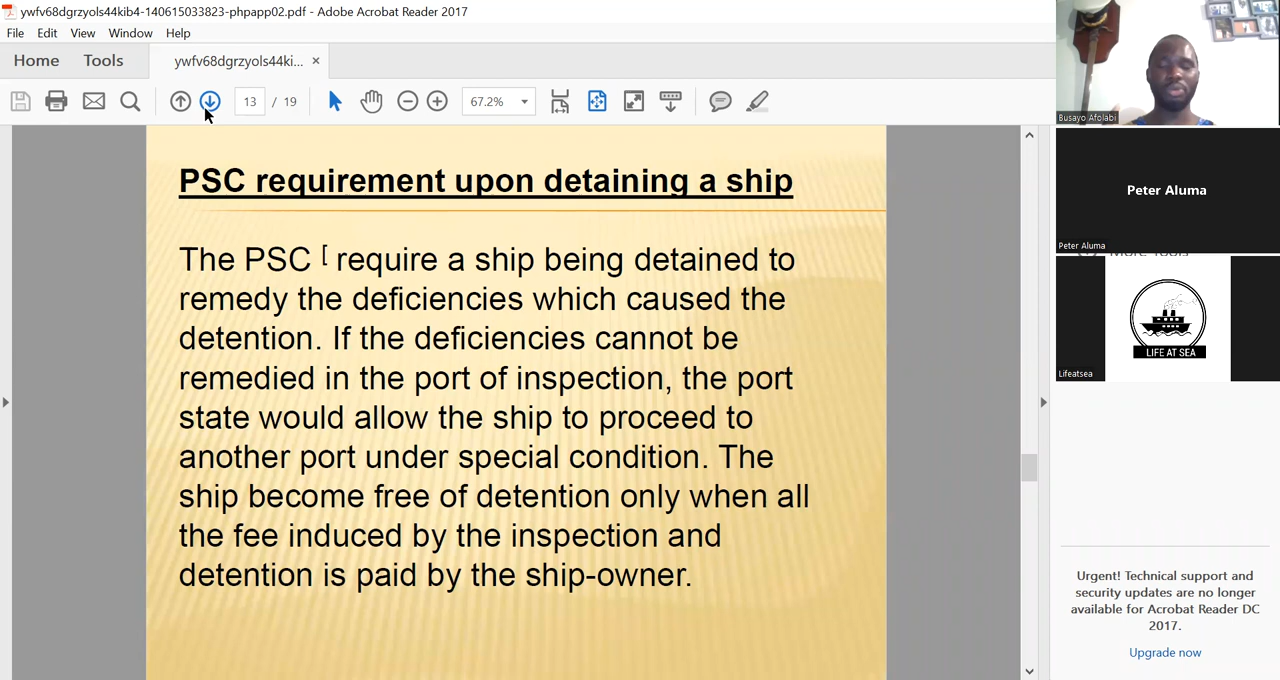 ywfv68dgrzyols44kib4-140615033823-phpapp02.pdf - Adobe Acrobat Reader 2017
File Edit View Window Help
Home Tools ywfv68dgrzyols44ki... ×
13 / 19 67.2%
PSC requirement upon detaining a ship
The PSC [ require a ship being detained to
remedy the deficiencies which caused the
detention. If the deficiencies cannot be
remedied in the port of inspection, the port
state would allow the ship to proceed to
another port under special condition. The
ship become free of detention only when all
the fee induced by the inspection and
detention is paid by the ship-owner.
Busayo Afolabi
Peter Aluma
Peter Aluma
More Tools
LIFE AT SEA
Lifeatsea
Urgent! Technical support and
security updates are no longer
available for Acrobat Reader DC
2017.
Upgrade now